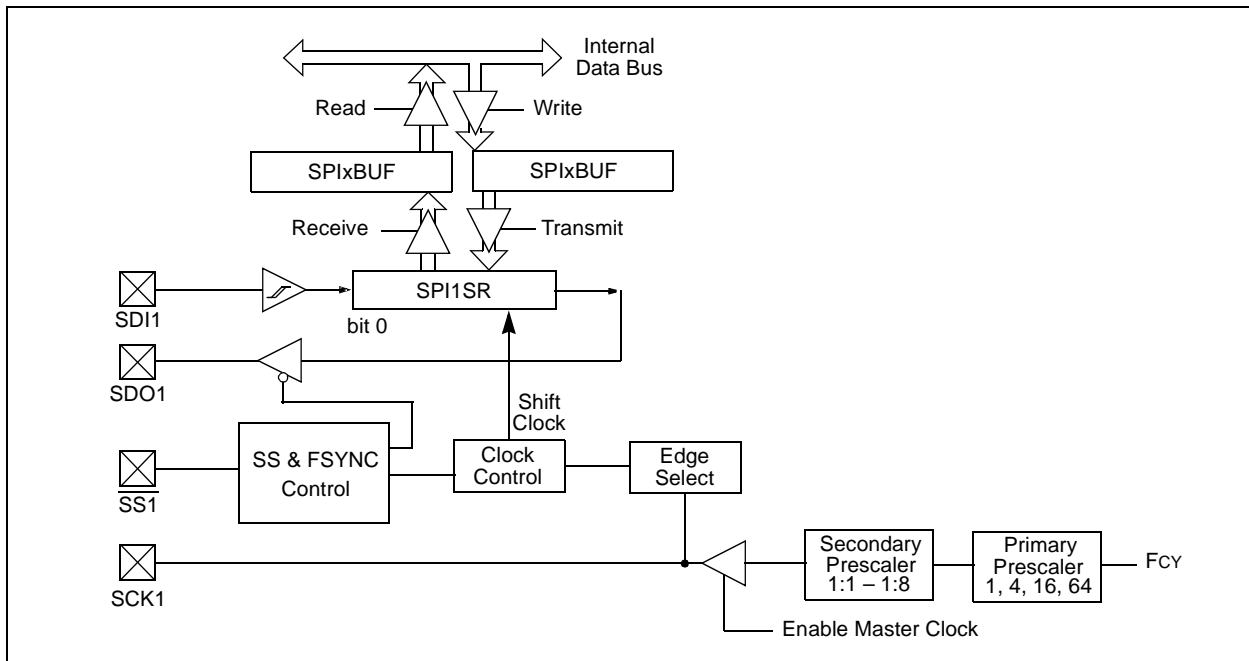 Internal
Data Bus
Read
Write
SPIxBUF
SPIxBUF
Receive
Transmit
SPI1SR
SDI1
bit 0
SDO1
Shift
Clock
SS & FSYNC
Control
Clock
Control
Edge
Select
SS1
Secondary
Prescaler
1:1 – 1:8
Primary
Prescaler
1, 4, 16, 64
FCY
SCK1
Enable Master Clock